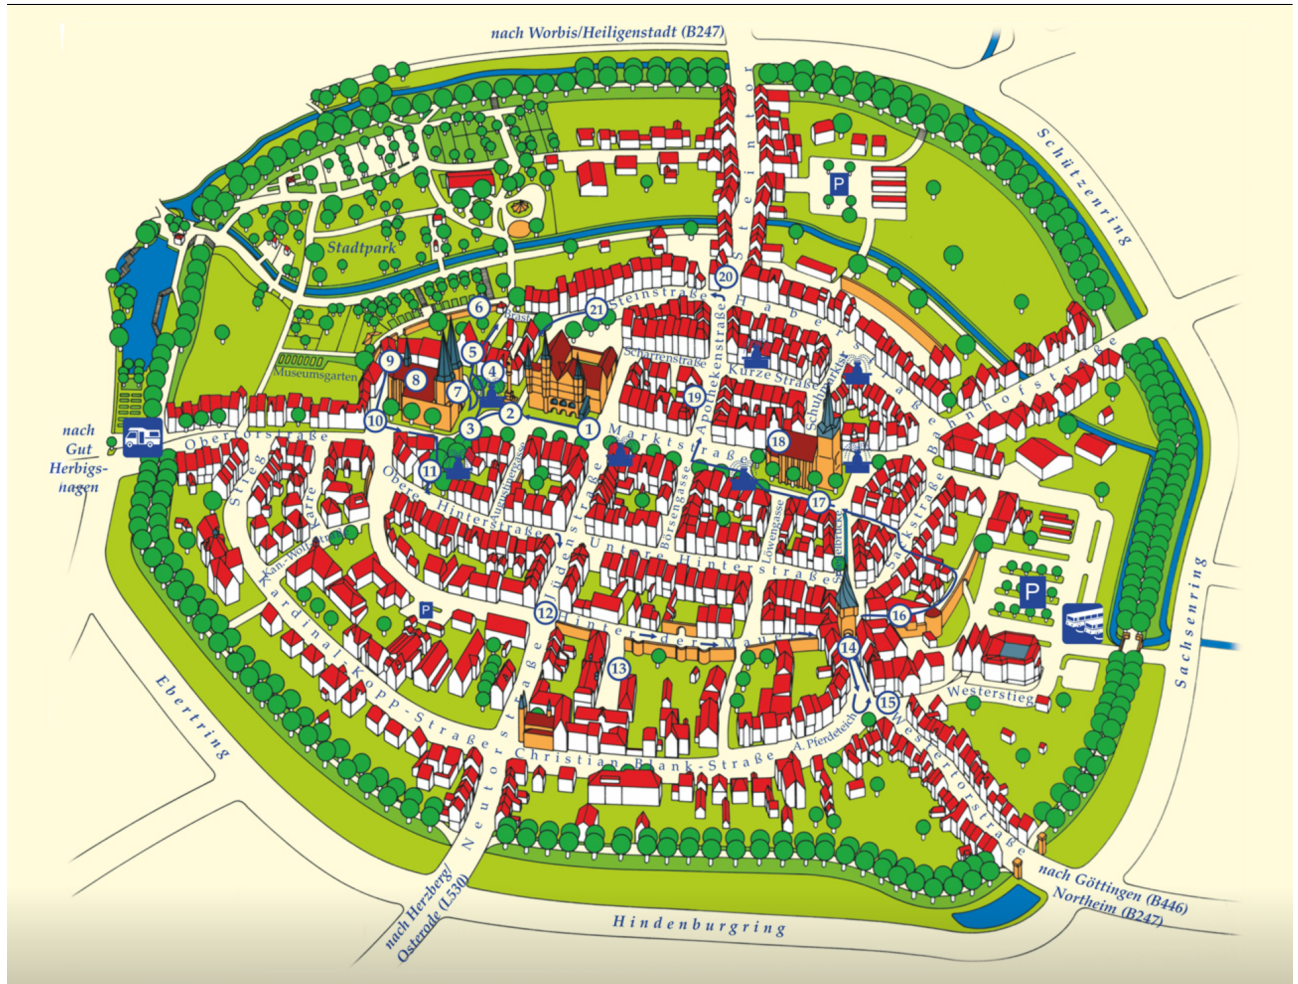 nach Worbis/Heiligenstadt (B247)
Schützenring
Steintor
P
Stadtpark
20
6
21
Steinstraße
Haberstraße
Scharrenstraße
Kurze Straße
Apothekenstraße
Bahnhofstraße
5
9
4
8
7
Museumsgarten
19
2
10
3
1
Marktstraße
18
nach
Gut
Herbigs-
hagen
Obertorstraße
11
Obere
Hinterstraße
Jüdenstraße
Börsengasse
Löwengasse
17
Sackstraße
Untere Hinterstraße
Stieg
Karre
P
P
12
Hinter der Mauer
16
Kardinal-Kopp-Straße
13
14
15
Westerstieg
Sachsenring
A. Pferdeteich
Westertorstraße
Christian-Blank-Straße
Neutorstraße
Ebertring
nach Herzberg/
Osterode (L530)
Hindenburgring
nach Göttingen (B446)
Northeim (B247)